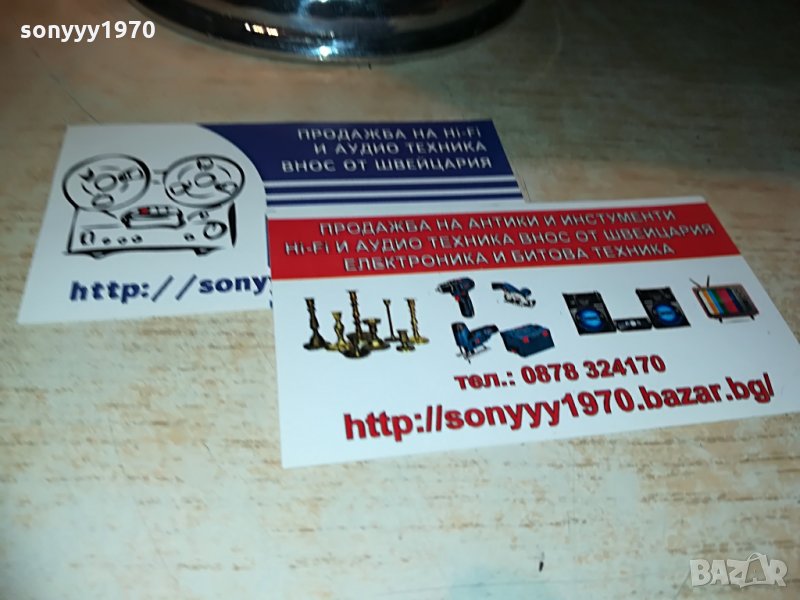 sonyyy1970
ПРОДАЖБА НА Hi-Fi
И АУДИО ТЕХНИКА
ВНОС ОТ ШВЕЙЦАРИЯ
http://sony
ПРОДАЖБА НА АНТИКИ И ИНСТУМЕНТИ
Hi-Fi И АУДИО ТЕХНИКА ВНОС ОТ ШВЕЙЦАРИЯ
ЕЛЕКТРОНИКА И БИТОВА ТЕХНИКА
тел.: 0878 324170
http://sonyyy1970.bazar.bg/
BAZAR